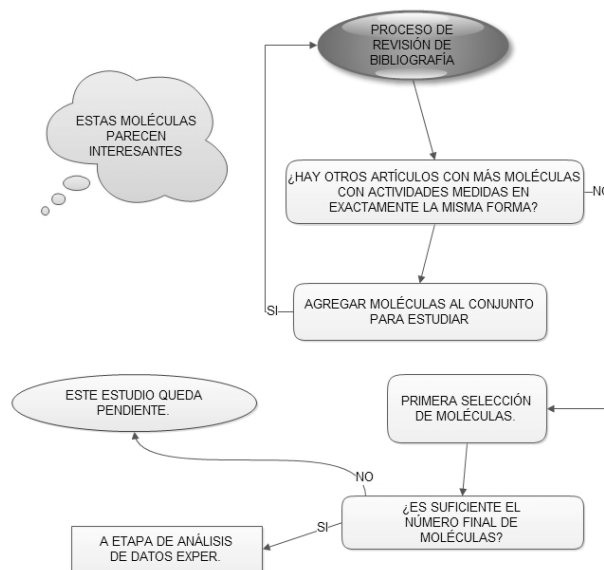 PROCESO DE
REVISIÓN DE
BIBLIOGRAFÍA
ESTAS MOLÉCULAS
PARECEN
INTERESANTES
¿HAY OTROS ARTÍCULOS CON MÁS MOLÉCULAS
CON ACTIVIDADES MEDIDAS EN
EXACTAMENTE LA MISMA FORMA?
NO
SI
AGREGAR MOLÉCULAS AL CONJUNTO
PARA ESTUDIAR
ESTE ESTUDIO QUEDA
PENDIENTE.
PRIMERA SELECCIÓN
DE MOLÉCULAS.
NO
¿ES SUFICIENTE EL
NÚMERO FINAL DE
MOLÉCULAS?
SI
A ETAPA DE ANÁLISIS
DE DATOS EXPER.